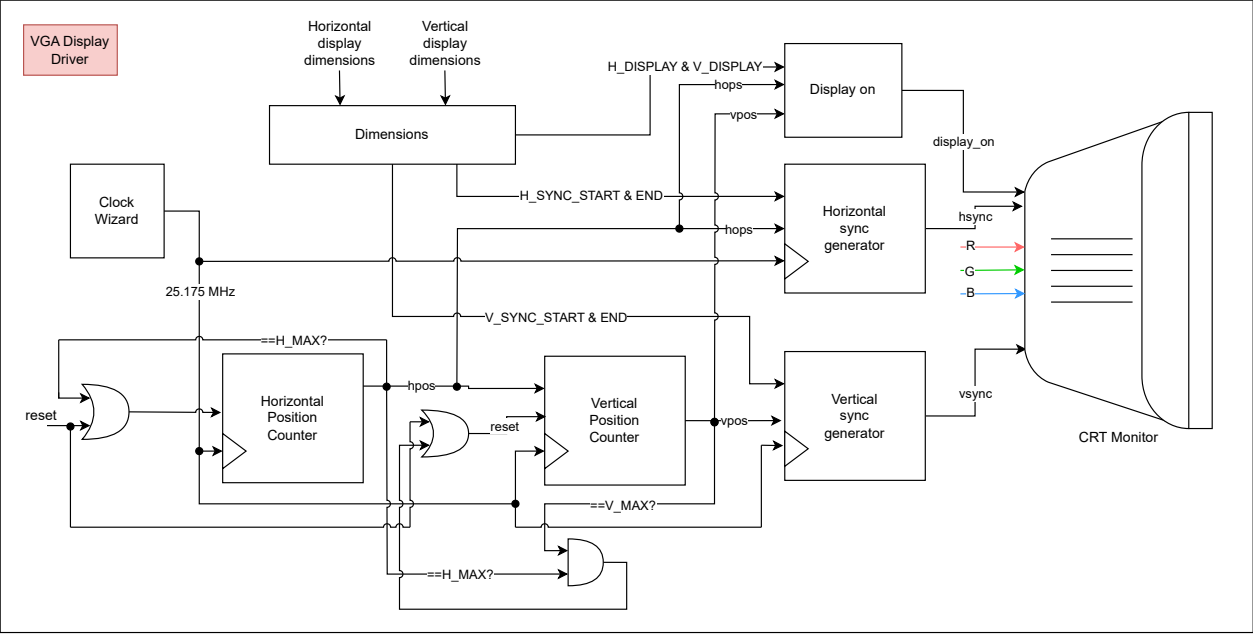 VGA Display
Driver
Horizontal
display
dimensions
Vertical
display
dimensions
H_DISPLAY & V_DISPLAY
hops
vpos
Display on
Dimensions
display_on
Clock
Wizard
H_SYNC_START & END
hops
Horizontal
sync
generator
hsync
R
G
B
25.175 MHz
V_SYNC_START & END
==H_MAX?
reset
Horizontal
Position
Counter
hpos
reset
Vertical
Position
Counter
vpos
Vertical
sync
generator
vsync
CRT Monitor
==V_MAX?
==H_MAX?